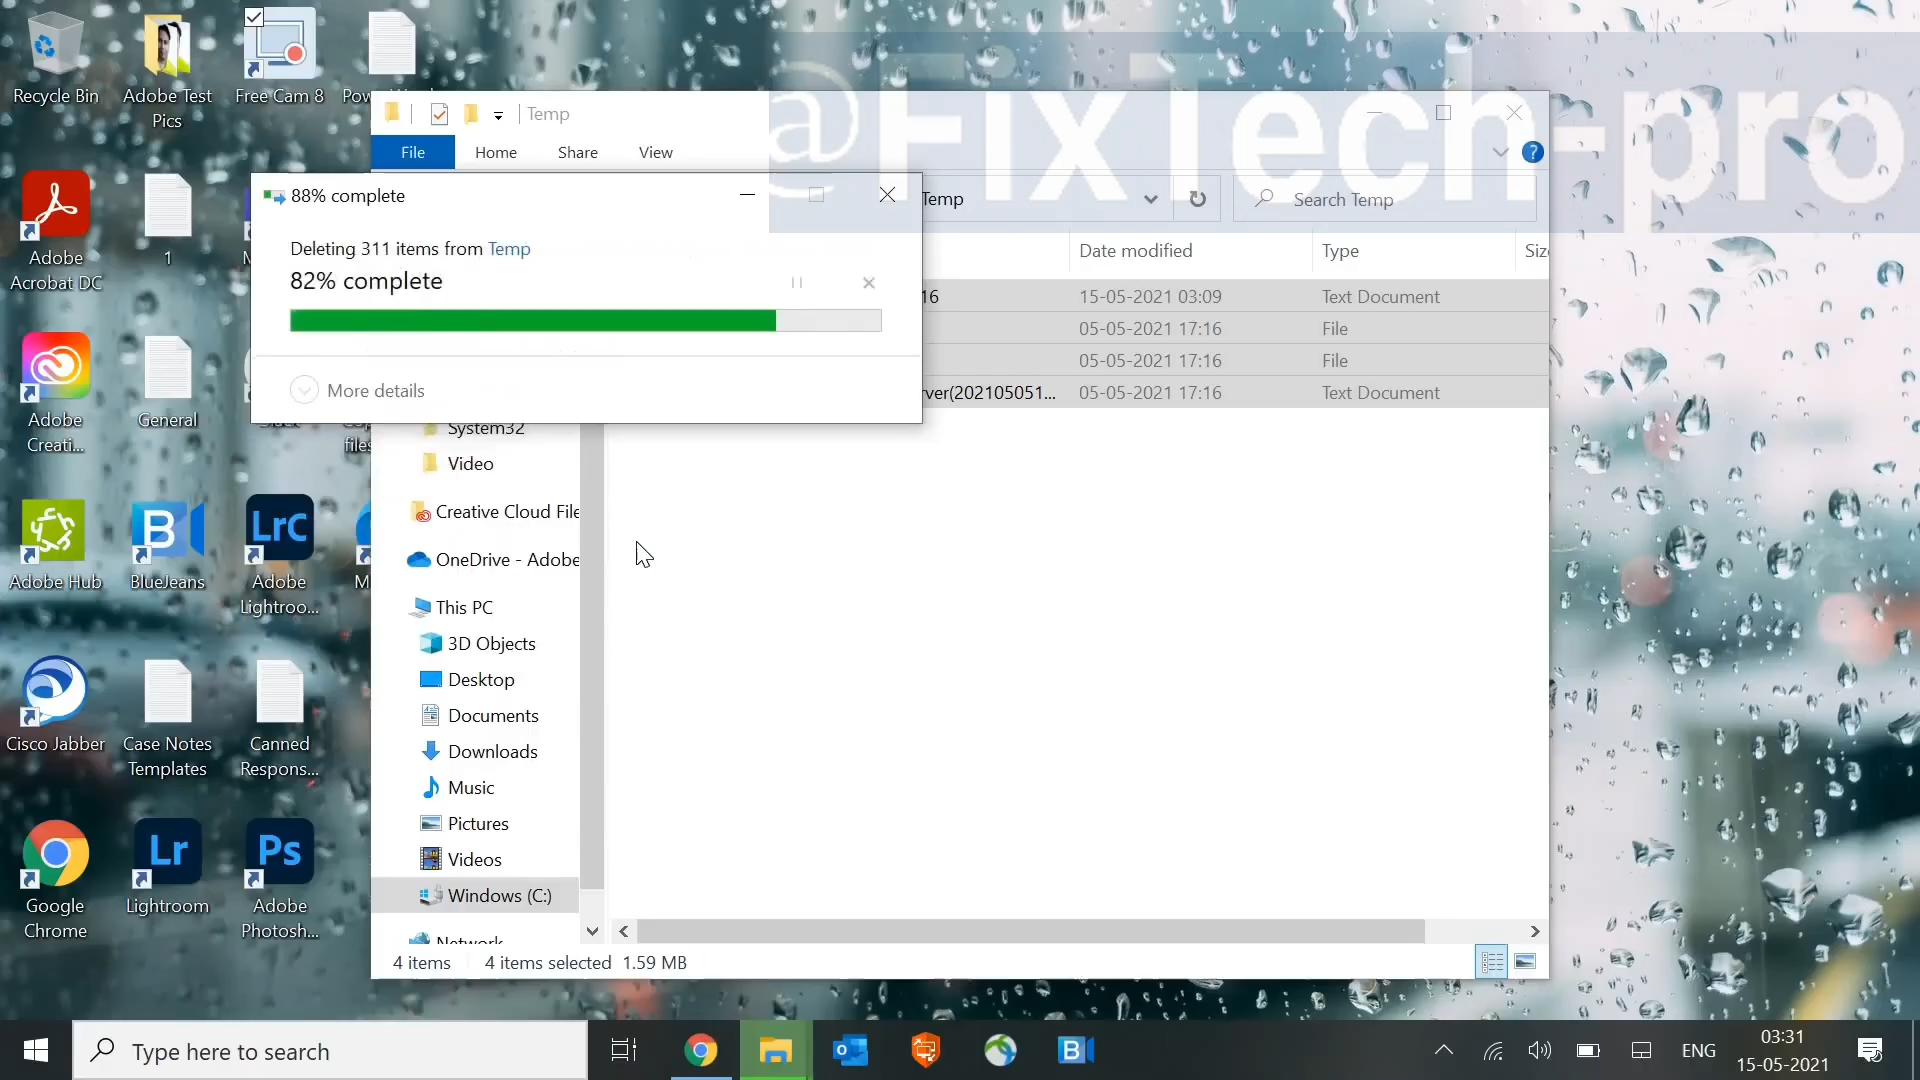 Recycle Bin
Adobe Test
Pics
Free Cam 8
@FixTech-pro
Temp
File
Home
Share
View
88% complete
Temp
Search Temp
Deleting 311 items from Temp
82% complete
More details
Date modified
Type
15-05-2021 03:09
Text Document
05-05-2021 17:16
File
05-05-2021 17:16
File
rver(202105051...
05-05-2021 17:16
Text Document
Adobe
Acrobat DC
1
Adobe
Creati...
General
files
System32
Video
Creative Cloud File
OneDrive - Adobe
This PC
3D Objects
Desktop
Documents
Downloads
Music
Pictures
Videos
Windows (C:)
Network
Adobe Hub
BlueJeans
LrC
Adobe
Lightroo...
Cisco Jabber
Case Notes
Templates
Canned
Respons...
Google
Chrome
Lr
Lightroom
Ps
Adobe
Photosh...
4 items
4 items selected 1.59 MB
Type here to search
ENG
03:31
15-05-2021